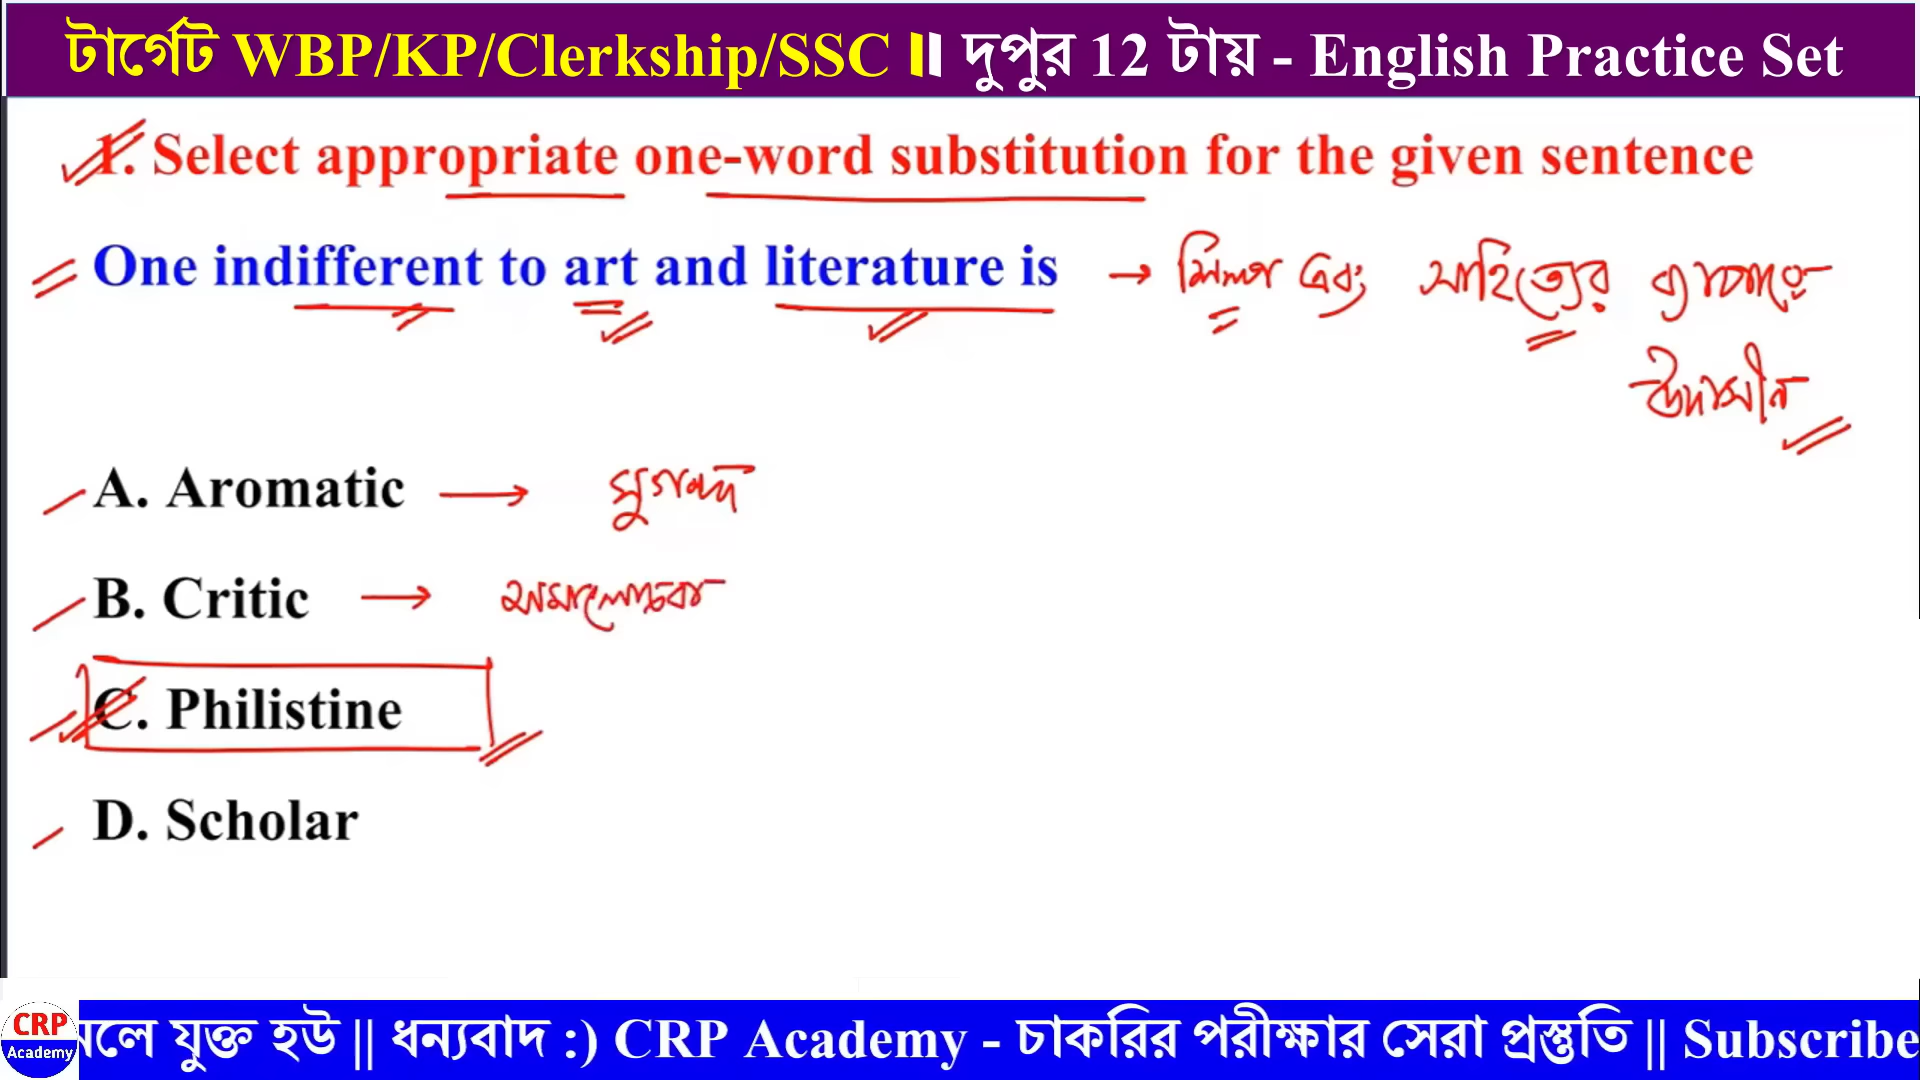 টার্গেট WBP/KP/Clerkship/SSC ॥ দুপুর 12 টায় - English Practice Set
1. Select appropriate one-word substitution for the given sentence
One indifferent to art and literature is → শিল্প এবং সাহিত্যের ব্যাপারে
উদাসীন
A. Aromatic → সুগন্ধ
B. Critic → সমালোচক
C. Philistine
D. Scholar
CRP
Academy
লে যুক্ত হউ || ধন্যবাদ :) CRP Academy - চাকরির পরীক্ষার সেরা প্রস্তুতি || Subscribe